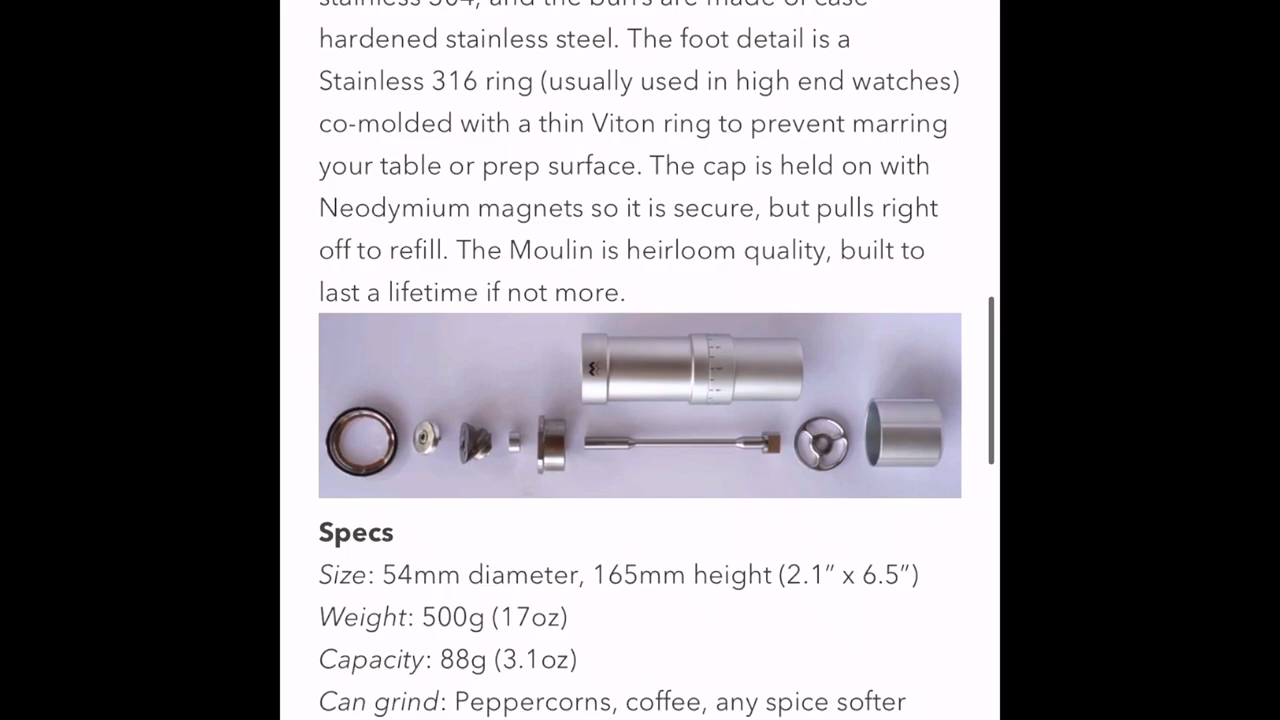 hardened stainless steel. The foot detail is a
Stainless 316 ring (usually used in high end watches)
co-molded with a thin Viton ring to prevent marring
your table or prep surface. The cap is held on with
Neodymium magnets so it is secure, but pulls right
off to refill. The Moulin is heirloom quality, built to
last a lifetime if not more.
Specs
Size: 54mm diameter, 165mm height (2.1” x 6.5”)
Weight: 500g (17oz)
Capacity: 88g (3.1oz)
Can grind: Peppercorns, coffee, any spice softer